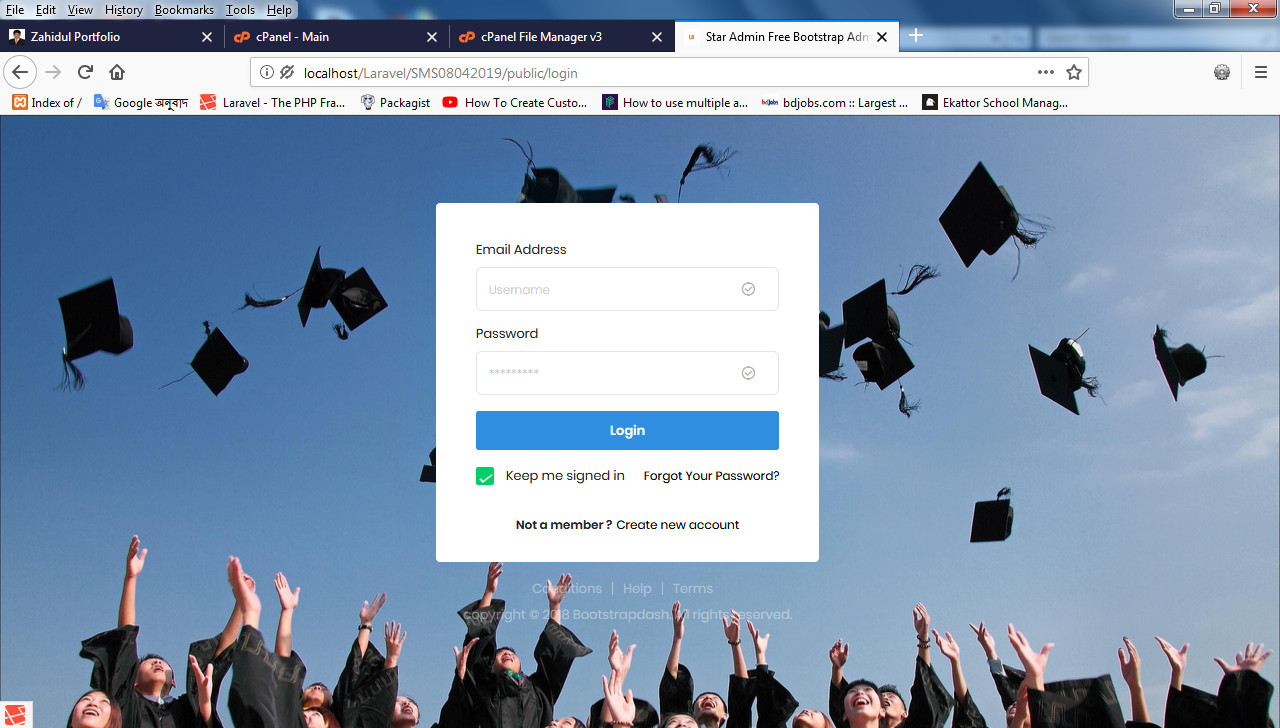 File Edit View History Bookmarks Tools Help
Zahidul Portfolio
cPanel - Main
cPanel File Manager v3
Star Admin Free Bootstrap Adm
localhost/Laravel/SMS08042019/public/login
Index of /
Google অনুবাদ
Laravel - The PHP Fra...
Packagist
How To Create Custo...
How to use multiple a...
bdjobs
bdjobs.com :: Largest ...
Ekattor School Manag...
Email Address
Username
Password
*********
Login
Keep me signed in Forgot Your Password?
Not a member ? Create new account
Conditions | Help | Terms
copyright © 2018 Bootstrapdash. All rights reserved.